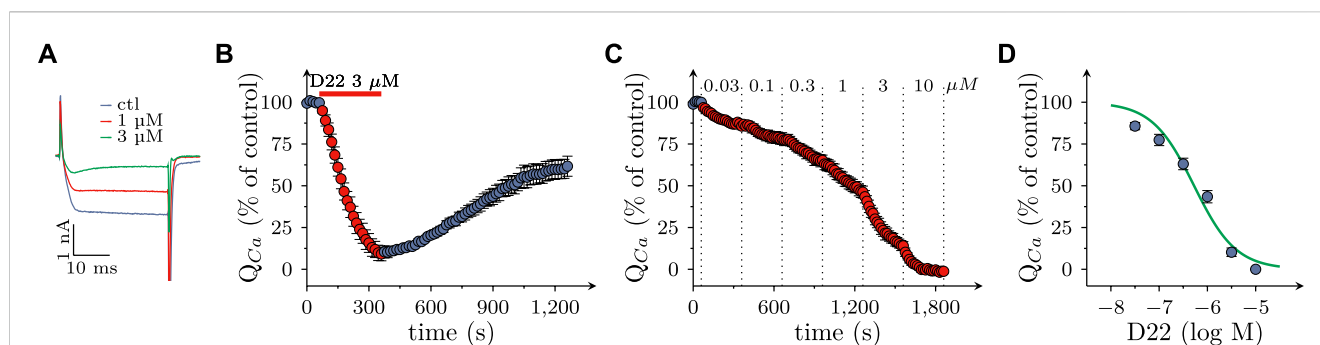 A
ctl
1 μM
3 μM
1 nA
10 ms
B
D22 3 μM
Q_Ca (% of control)
100
75
50
25
0
0 300 600 900 1,200
time (s)
C
0.03 0.1 0.3 1 3 10 μM
Q_Ca (% of control)
100
75
50
25
0
0 600 1,200 1,800
time (s)
D
Q_Ca (% of control)
100
75
50
25
0
−8 −7 −6 −5
D22 (log M)